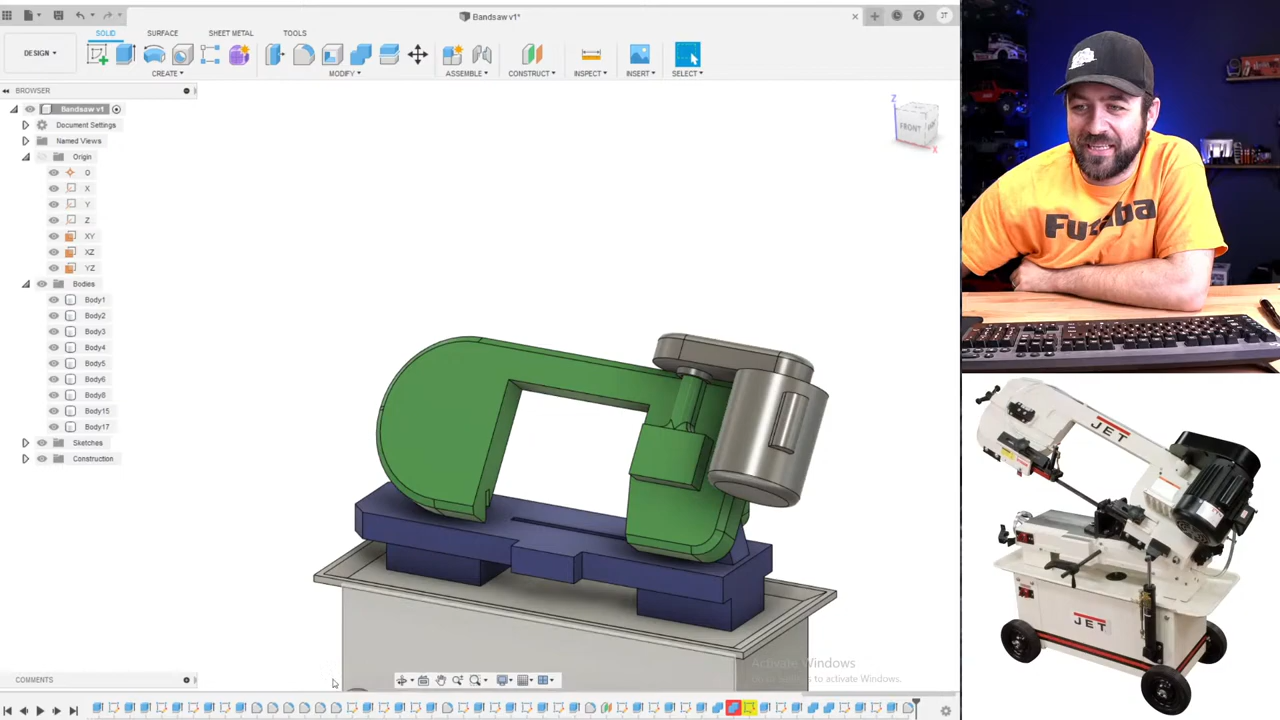 Bandsaw v1*
JT
DESIGN
SOLID
SURFACE
SHEET METAL
TOOLS
CREATE
MODIFY
ASSEMBLE
CONSTRUCT
INSPECT
INSERT
SELECT
BROWSER
Bandsaw v1
Document Settings
Named Views
Origin
O
X
Y
Z
XY
XZ
YZ
Bodies
Body1
Body2
Body3
Body4
Body5
Body6
Body8
Body15
Body17
Sketches
Construction
Z
FRONT
X
Activate Windows
COMMENTS
Futaba
JET
JET